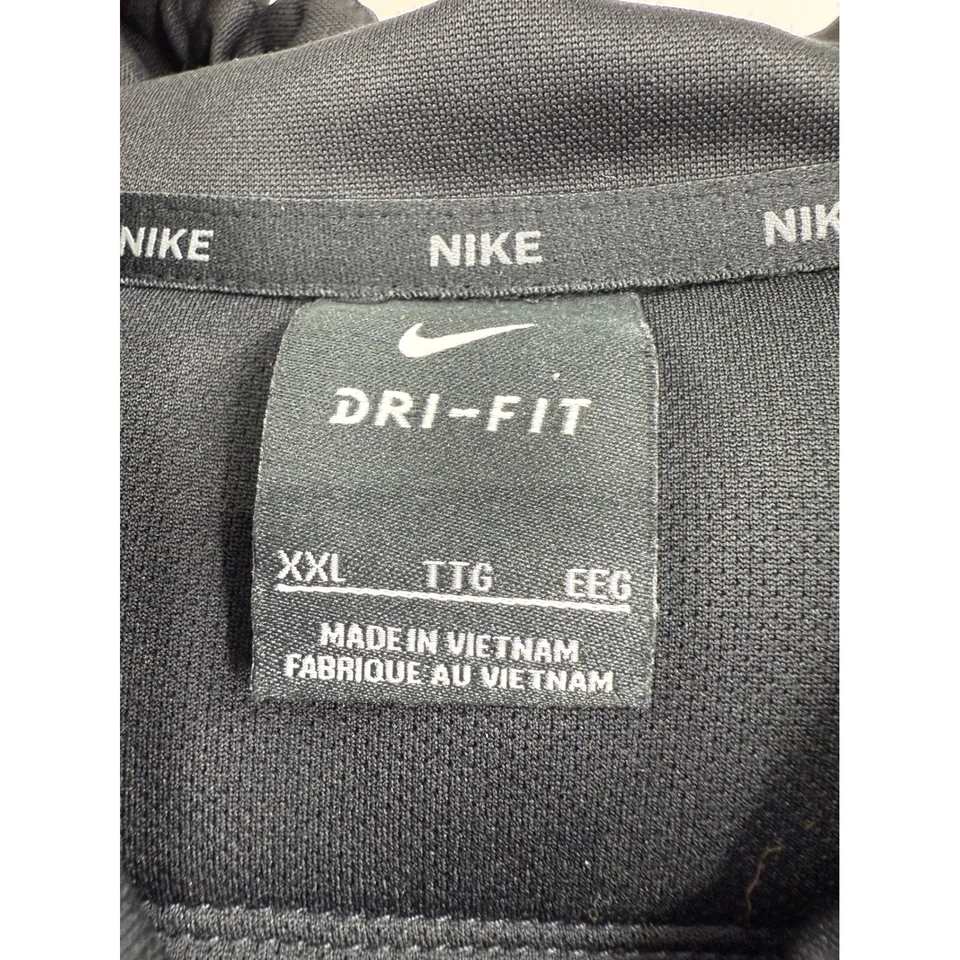 NIKE NIKE NIK
DRI-FIT
XXL TTG EEG
MADE IN VIETNAM
FABRIQUE AU VIETNAM